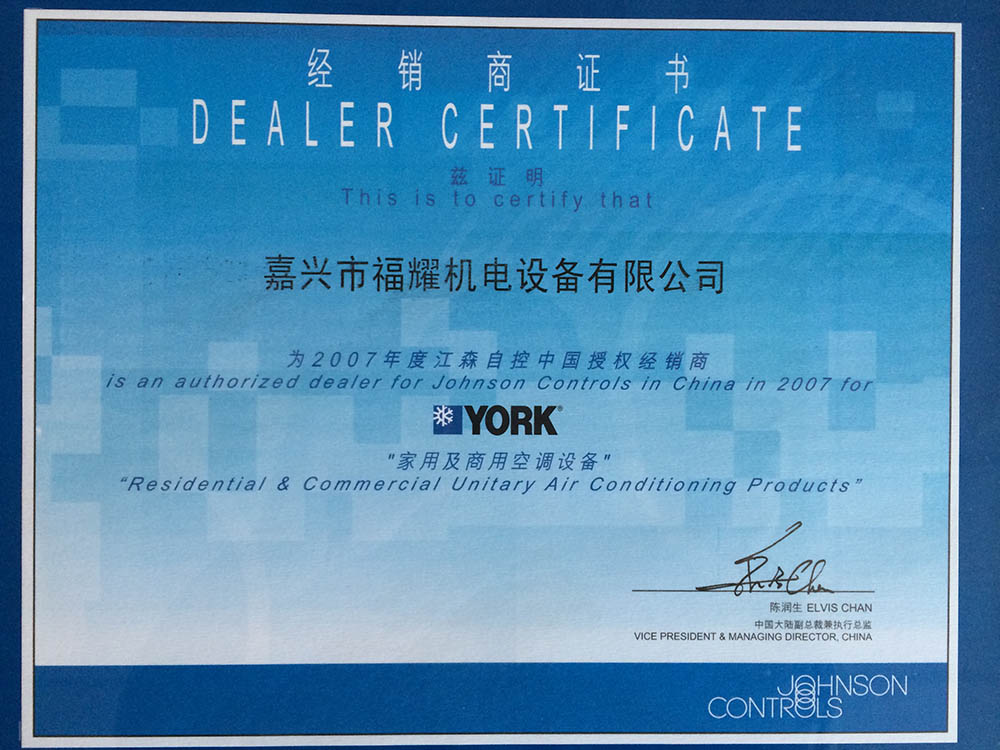 经销商证书
DEALER CERTIFICATE
兹证明
This is to certify that
嘉兴市福耀机电设备有限公司
为2007年度江森自控中国授权经销商
is an authorized dealer for Johnson Controls in China in 2007 for
YORK®
"家用及商用空调设备"
“Residential & Commercial Unitary Air Conditioning Products”
陈润生 ELVIS CHAN
中国大陆副总裁兼执行总监
VICE PRESIDENT & MANAGING DIRECTOR, CHINA
JOHNSON
CONTROLS